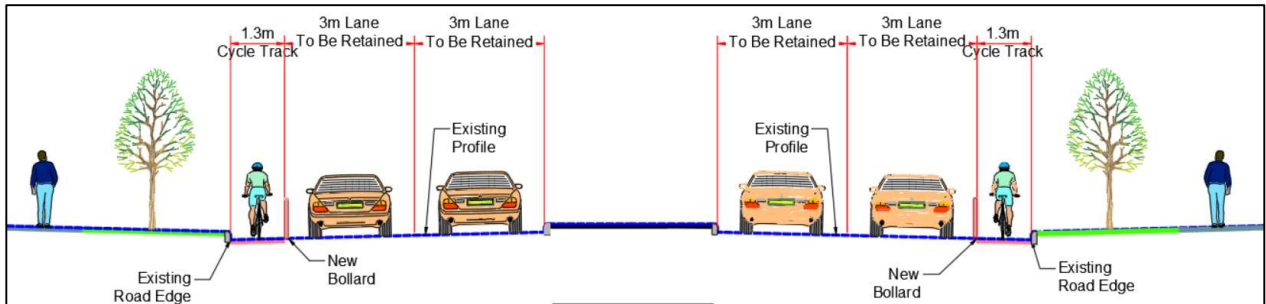 1.3m
Cycle Track
3m Lane
To Be Retained
3m Lane
To Be Retained
3m Lane
To Be Retained
3m Lane
To Be Retained
1.3m
Cycle Track
Existing
Profile
Existing
Profile
Existing
Road Edge
New
Bollard
New
Bollard
Existing
Road Edge